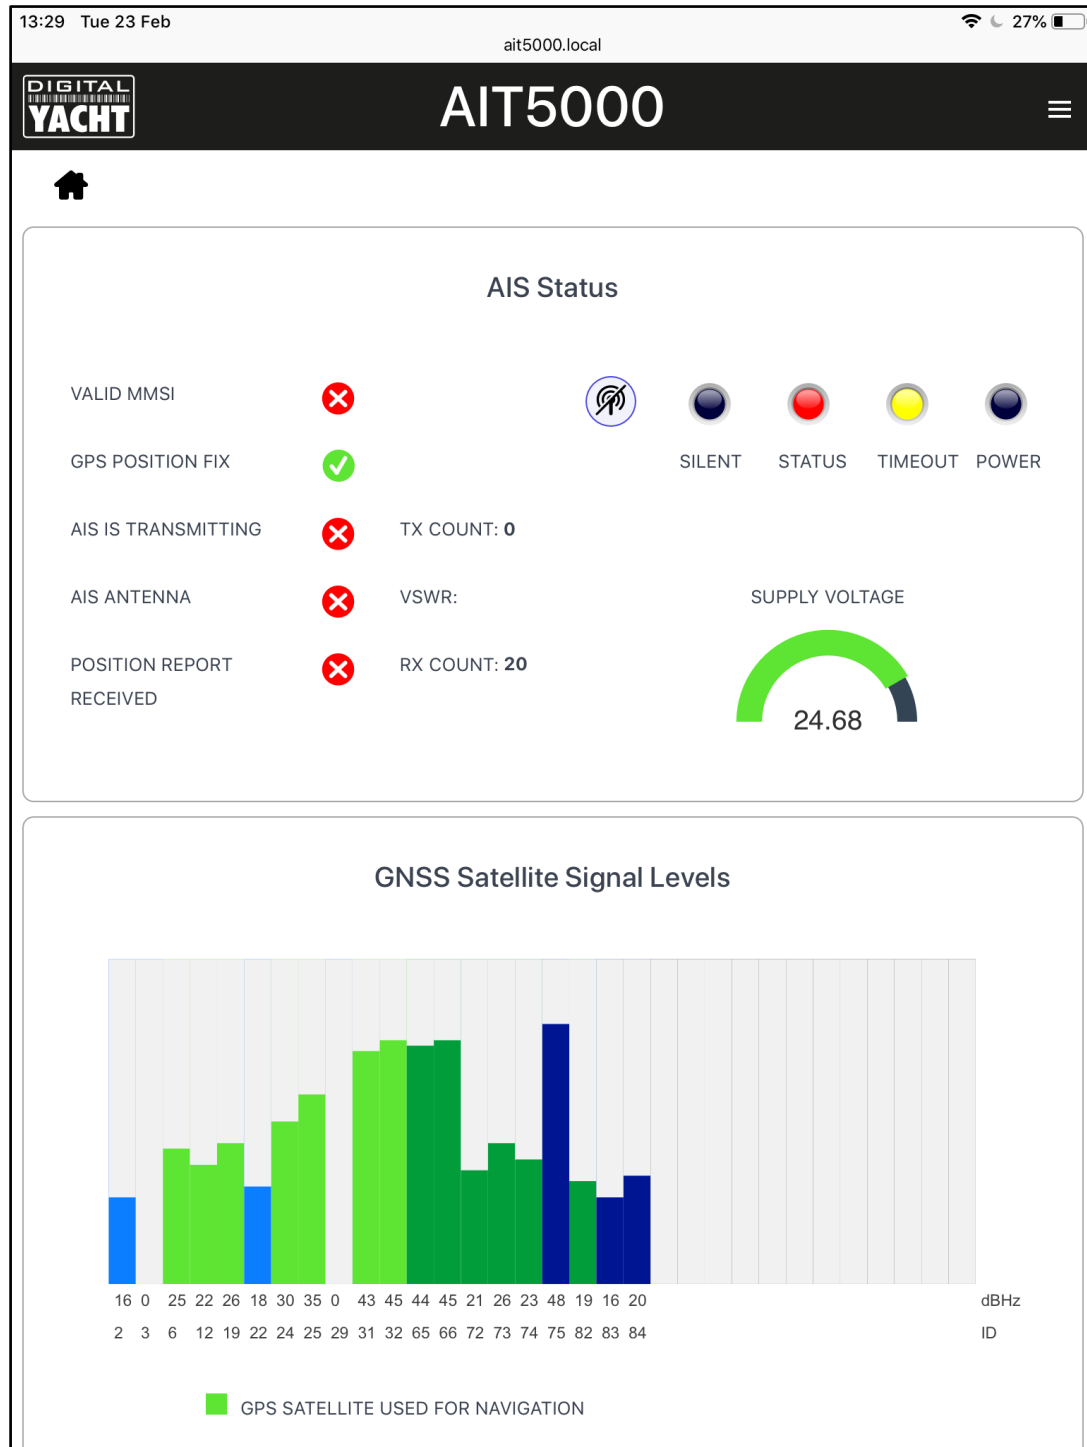 13:29 Tue 23 Feb 27%
ait5000.local
DIGITAL
YACHT
AIT5000
AIS Status
VALID MMSI
GPS POSITION FIX
SILENT STATUS TIMEOUT POWER
AIS IS TRANSMITTING TX COUNT: 0
AIS ANTENNA VSWR: SUPPLY VOLTAGE
POSITION REPORT RX COUNT: 20
RECEIVED
24.68
GNSS Satellite Signal Levels
16 0 25 22 26 18 30 35 0 43 45 44 45 21 26 23 48 19 16 20 dBHz
2 3 6 12 19 22 24 25 29 31 32 65 66 72 73 74 75 82 83 84 ID
GPS SATELLITE USED FOR NAVIGATION